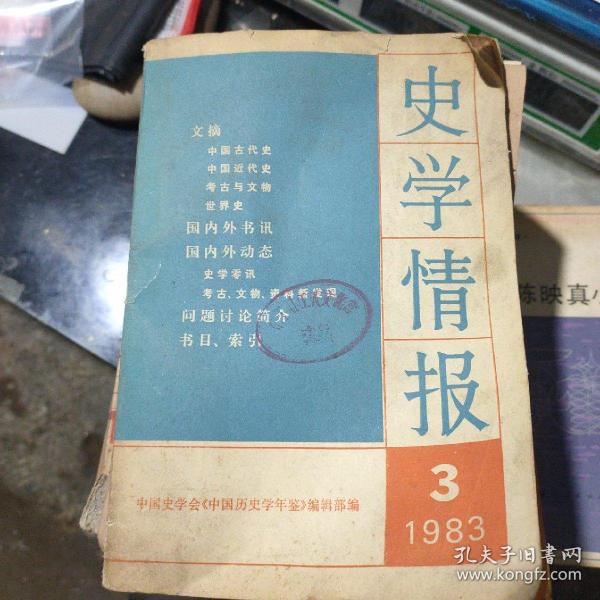 史学情报
文摘
中国古代史
中国近代史
考古与文物
世界史
国内外书讯
国内外动态
史学零讯
考古、文物、资料新发现
问题讨论简介
书目、索引
中国史学会《中国历史学年鉴》编辑部编
3
1983
陈映真小
孔夫子旧书网
www.kongfz.com